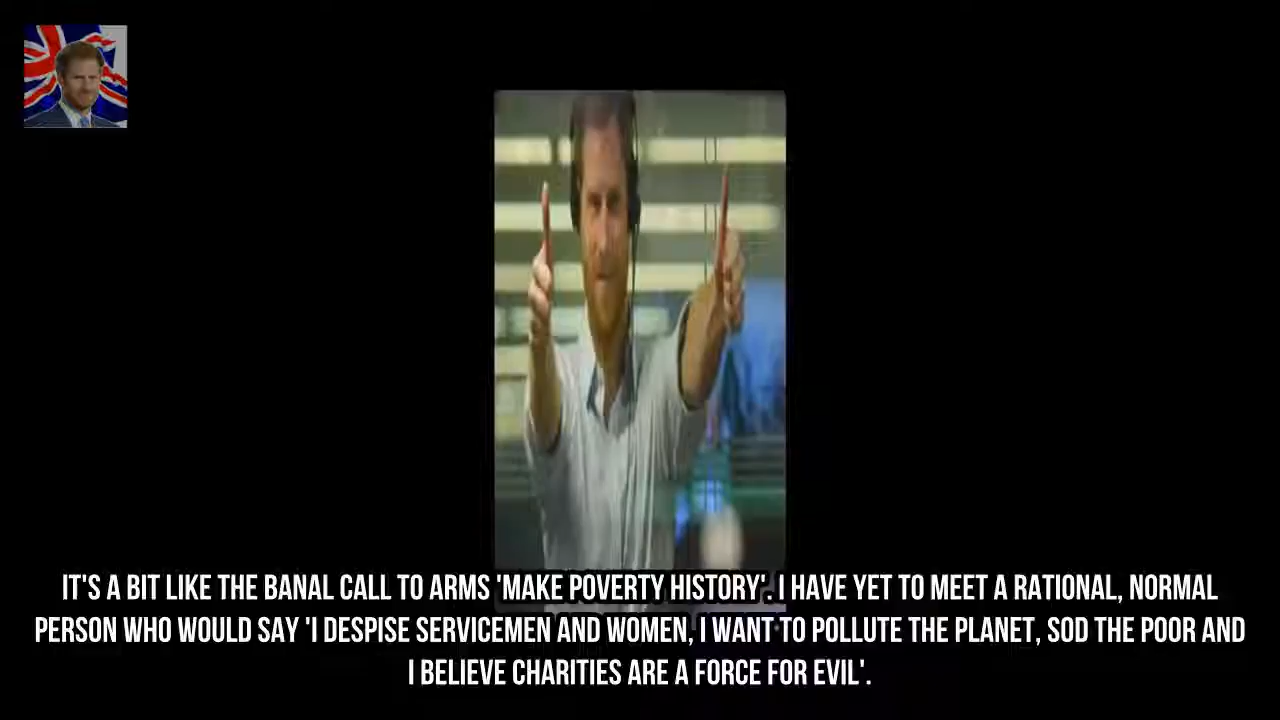 IT'S A BIT LIKE THE BANAL CALL TO ARMS 'MAKE POVERTY HISTORY'. I HAVE YET TO MEET A RATIONAL, NORMAL
PERSON WHO WOULD SAY 'I DESPISE SERVICEMEN AND WOMEN, I WANT TO POLLUTE THE PLANET, SOD THE POOR AND
I BELIEVE CHARITIES ARE A FORCE FOR EVIL'.